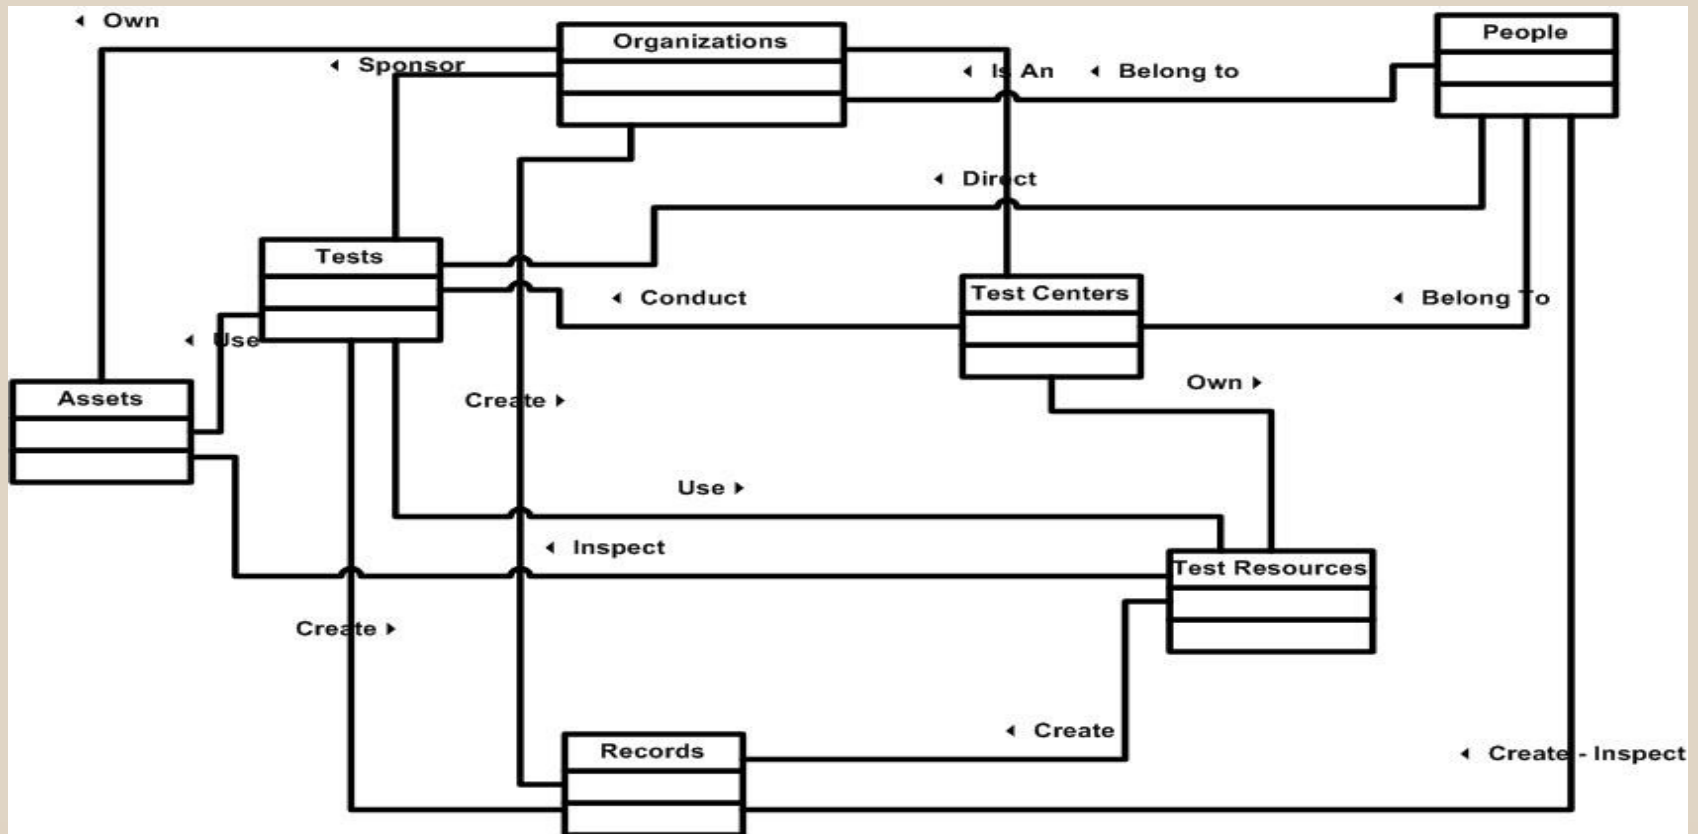 ◂ Own
Organizations
People
◂ Sponsor
◂ Is An
◂ Belong to
◂ Direct
Tests
Test Centers
◂ Conduct
◂ Belong To
◂ Use
Own ▸
Assets
Create ▸
Use ▸
◂ Inspect
Test Resources
Create ▸
◂ Create
Records
◂ Create - Inspect